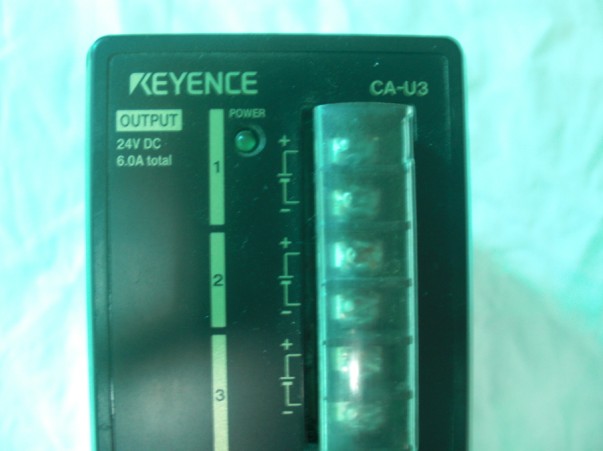 KEYENCE
CA-U3
OUTPUT
POWER
24V DC
6.0A total
1
+
-
2
+
-
3
+
-